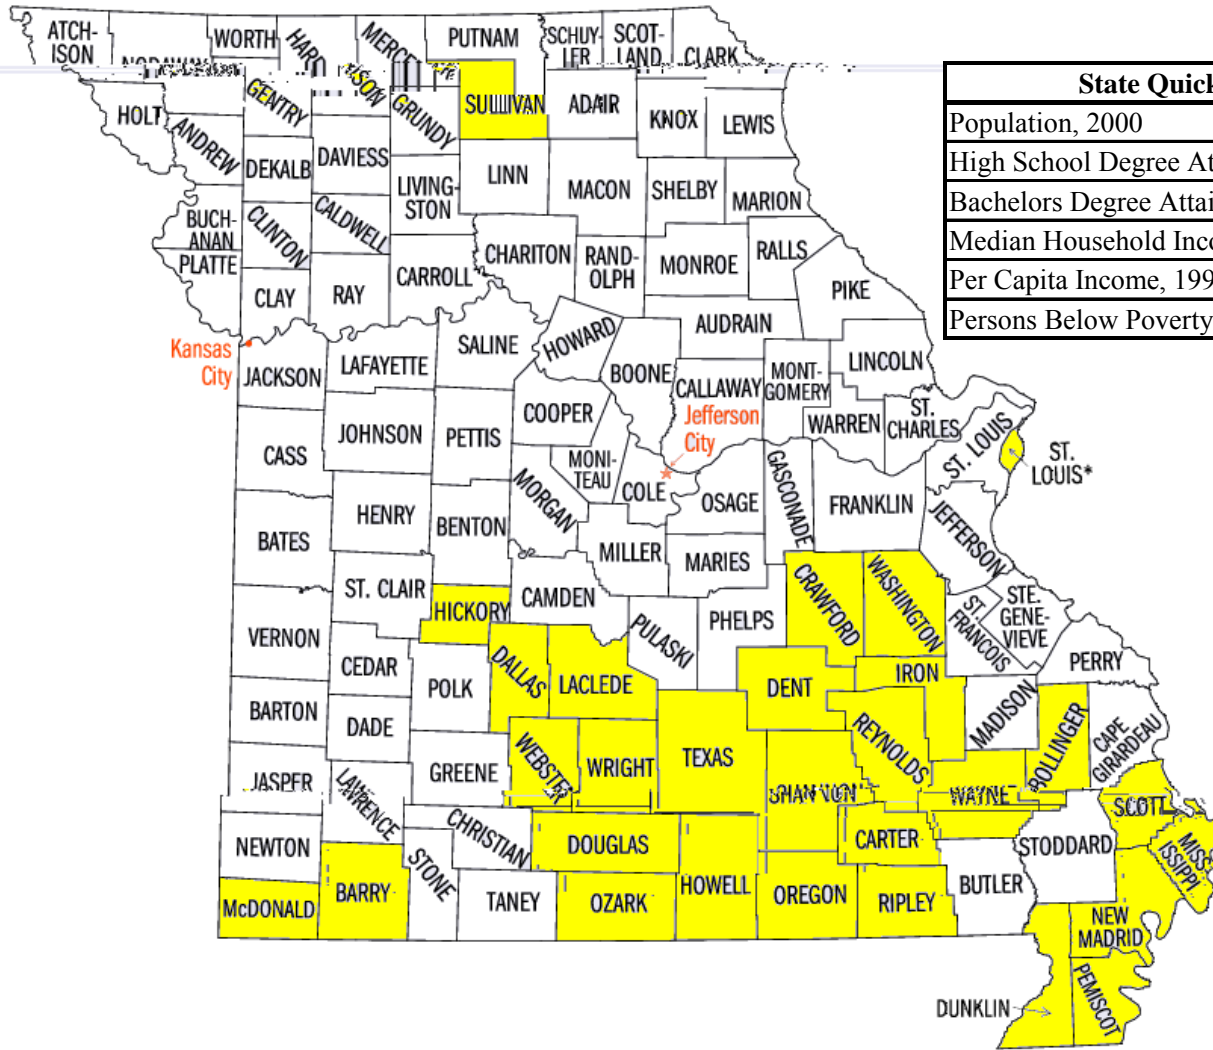 ATCH-
ISON
NODAWAY
WORTH
HARRISON
MERCER
PUTNAM
SCHUY-
LER
SCOT-
LAND
CLARK
HOLT
ANDREW
GENTRY
GRUNDY
SULLIVAN
ADAIR
KNOX
LEWIS
DEKALB
DAVIESS
LIVING-
STON
LINN
MACON
SHELBY
MARION
BUCH-
ANAN
CLINTON
CALDWELL
PLATTE
CLAY
RAY
CARROLL
CHARITON
RAND-
OLPH
MONROE
RALLS
PIKE
AUDRAIN
Kansas
City
JACKSON
LAFAYETTE
SALINE
HOWARD
BOONE
CALLAWAY
MONT-
GOMERY
LINCOLN
Jefferson
City
COOPER
WARREN
ST.
CHARLES
ST. LOUIS
ST.
LOUIS*
CASS
JOHNSON
PETTIS
MONI-
TEAU
MORGAN
COLE
OSAGE
GASCONADE
FRANKLIN
JEFFERSON
BATES
HENRY
BENTON
MILLER
MARIES
CRAWFORD
WASHINGTON
ST.
FRANCOIS
STE.
GENE-
VIEVE
ST. CLAIR
HICKORY
CAMDEN
PULASKI
PHELPS
VERNON
CEDAR
POLK
DALLAS
LACLEDE
DENT
IRON
PERRY
BARTON
DADE
MADISON
BOLLINGER
CAPE
GIRARDEAU
JASPER
LAWRENCE
GREENE
WEBSTER
WRIGHT
TEXAS
SHANNON
REYNOLDS
WAYNE
SCOTT
NEWTON
CHRISTIAN
DOUGLAS
CARTER
STODDARD
MISS-
ISSIPPI
McDONALD
BARRY
STONE
TANEY
OZARK
HOWELL
OREGON
RIPLEY
BUTLER
NEW
MADRID
DUNKLIN
PEMISCOT
State Quick
Population, 2000
High School Degree At
Bachelors Degree Attai
Median Household Inco
Per Capita Income, 199
Persons Below Poverty